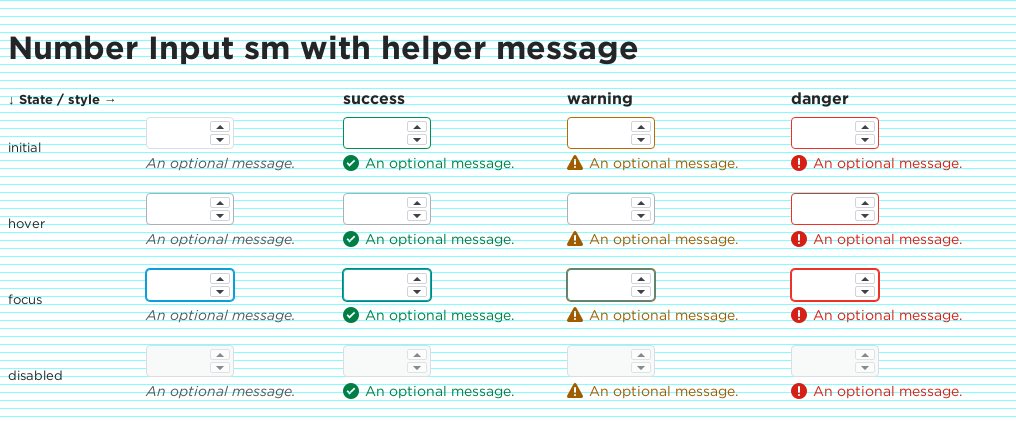 Number Input sm with helper message
↓ State / style → success warning danger
initial
An optional message. An optional message. An optional message. An optional message.
hover
An optional message. An optional message. An optional message. An optional message.
focus
An optional message. An optional message. An optional message. An optional message.
disabled
An optional message. An optional message. An optional message. An optional message.